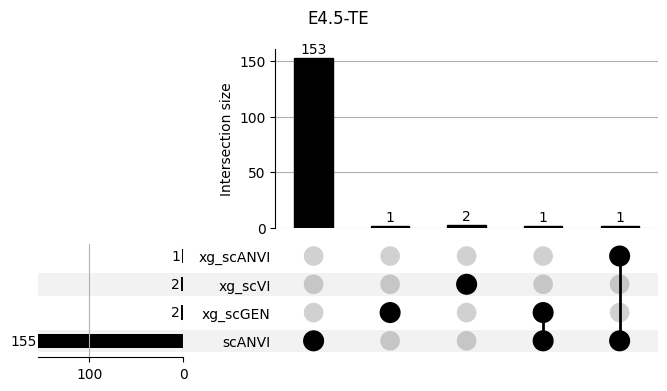 E4.5-TE
153
150
100
50
0
Intersection size
1
2
1
1
1 xg_scANVI
2 xg_scVI
2 xg_scGEN
155 scANVI
100 0